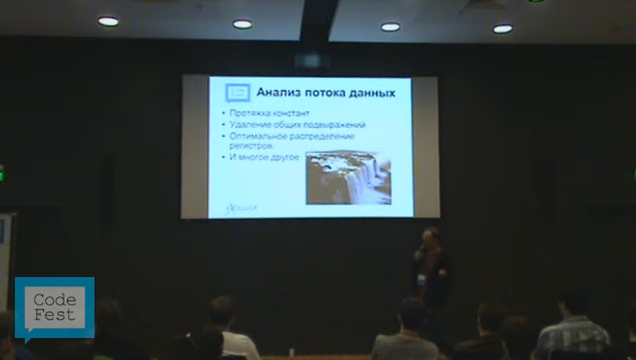 Анализ потока данных
• Протяжка констант
• Удаление общих подвыражений
• Оптимальное распределение
регистров.
• И многое другое
Code
Fest